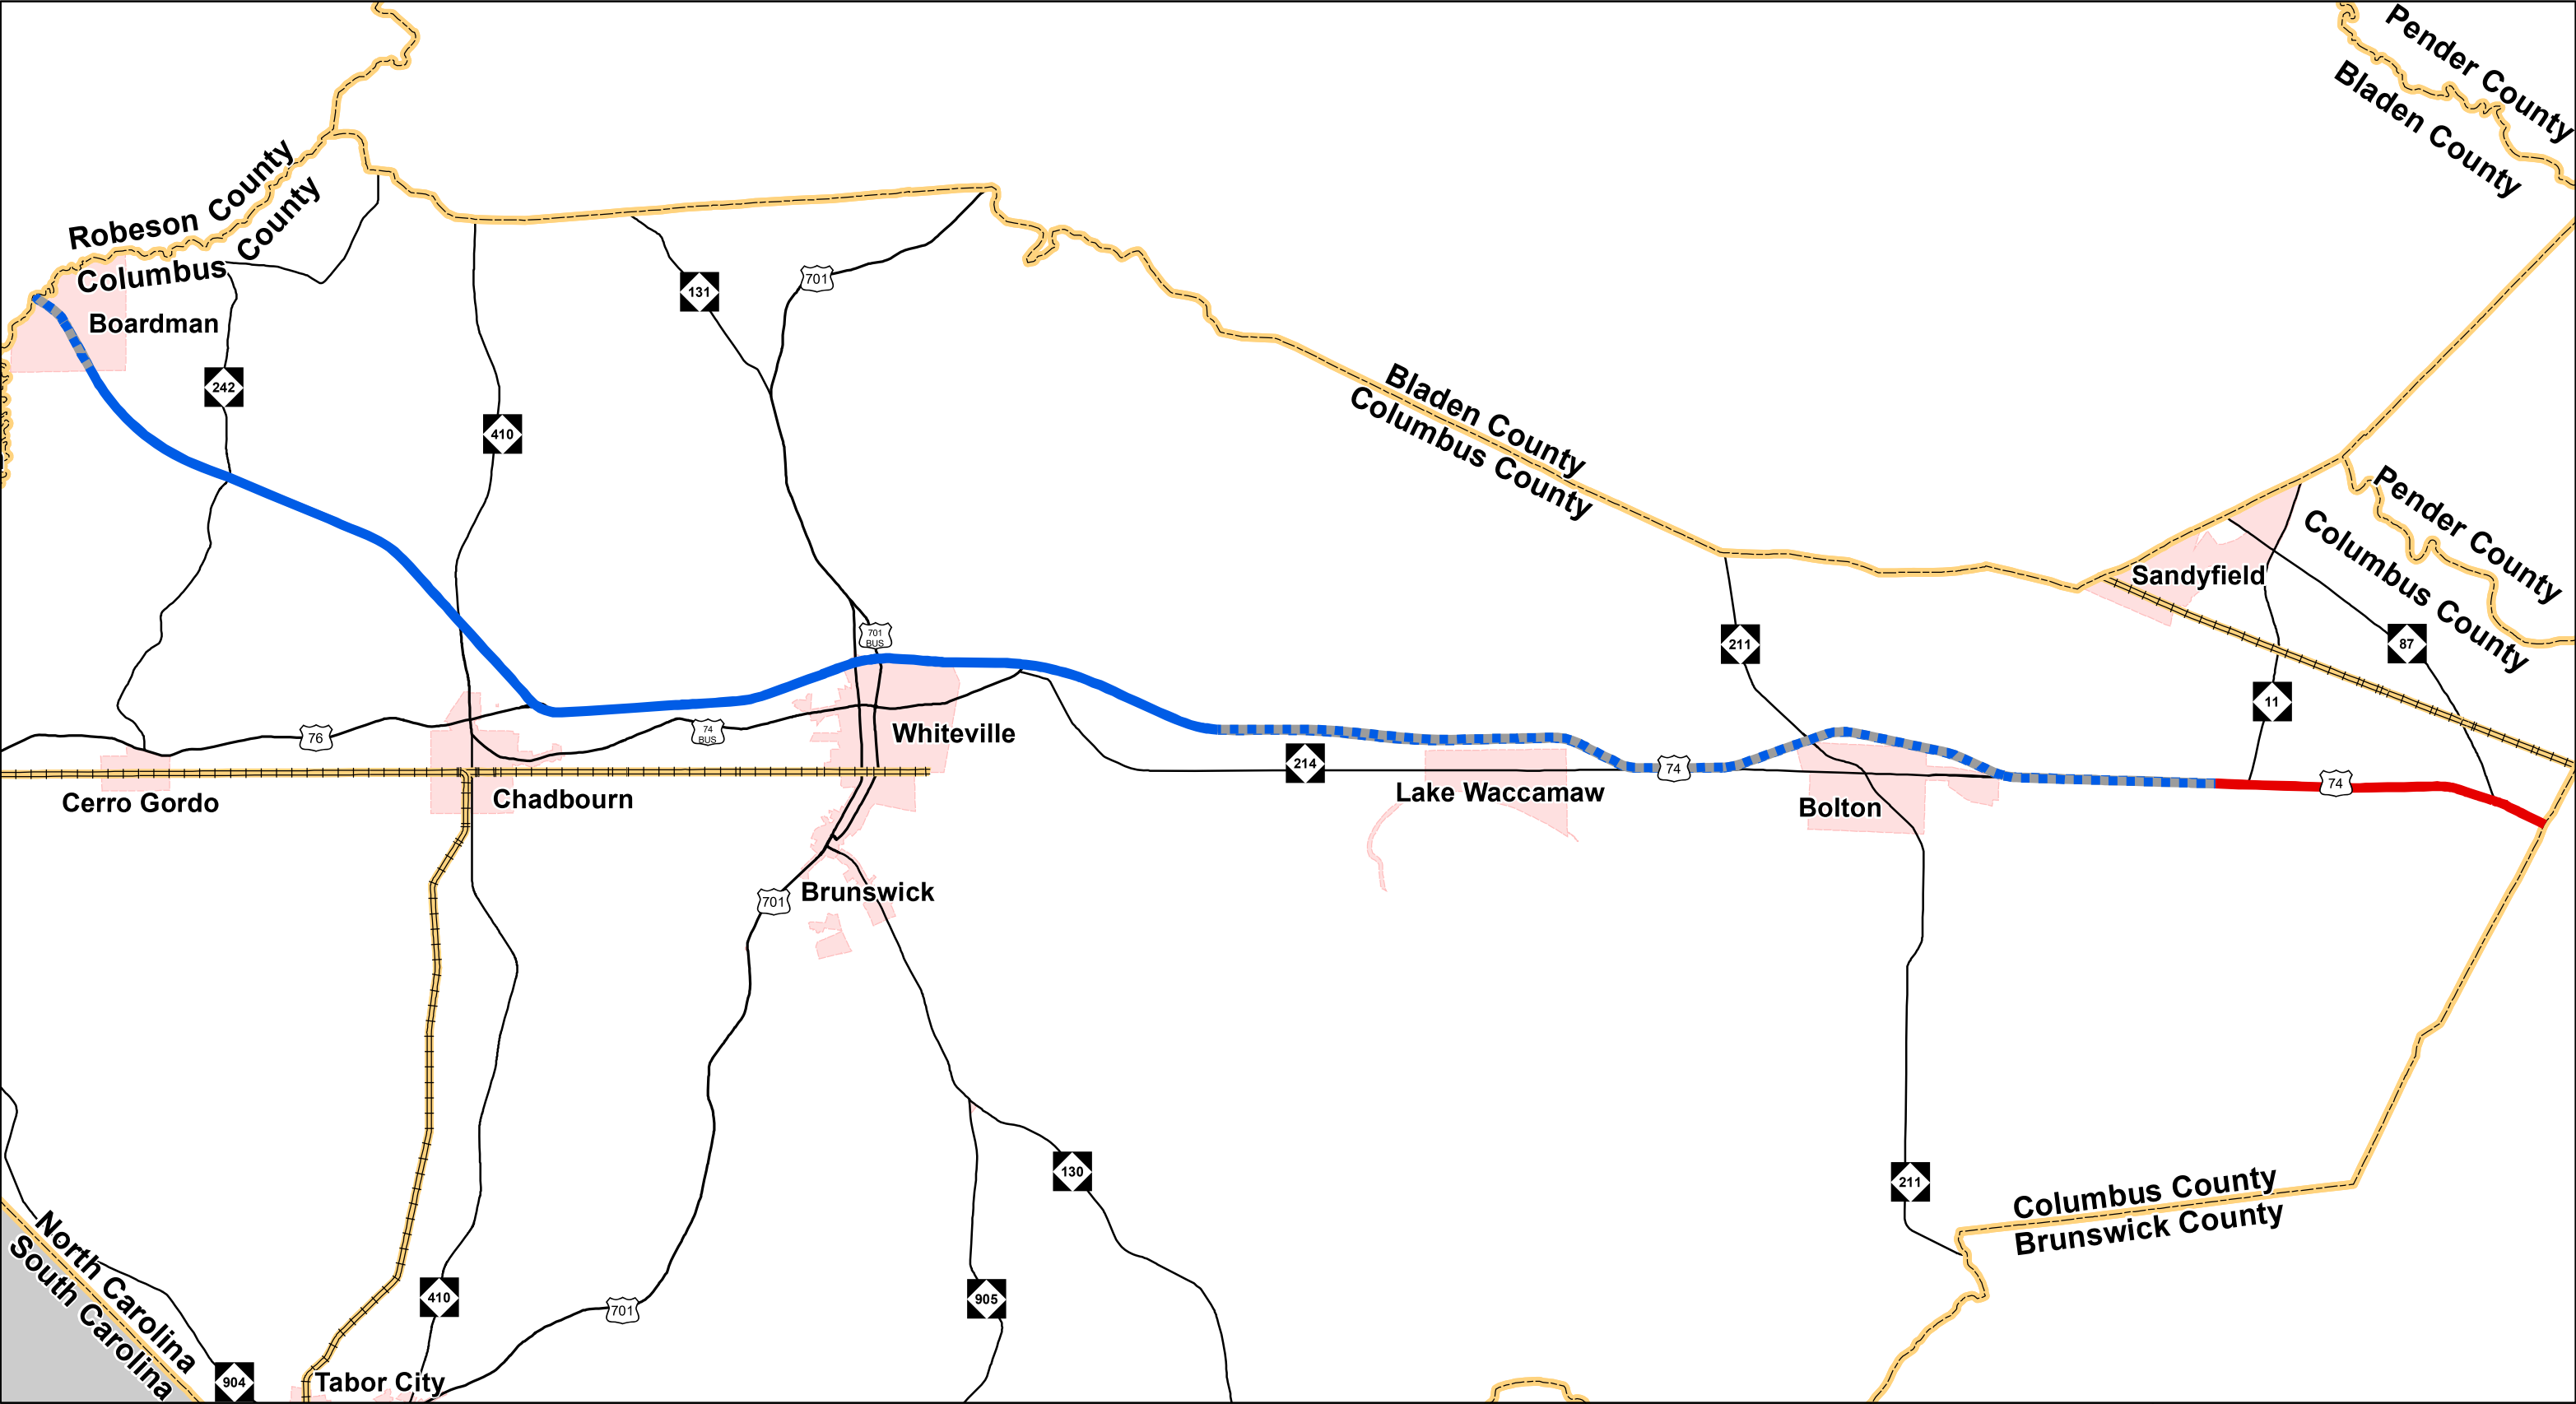 Pender County
Bladen County
Robeson County
Columbus County
Boardman
131
701
242
410
Bladen County
Columbus County
Pender County
Columbus County
Sandyfield
701
BUS
211
87
11
76
74
BUS
Whiteville
214
74
74
Lake Waccamaw
Cerro Gordo
Chadbourn
Bolton
701
Brunswick
130
211
Columbus County
Brunswick County
North Carolina
South Carolina
410
905
701
904
Tabor City